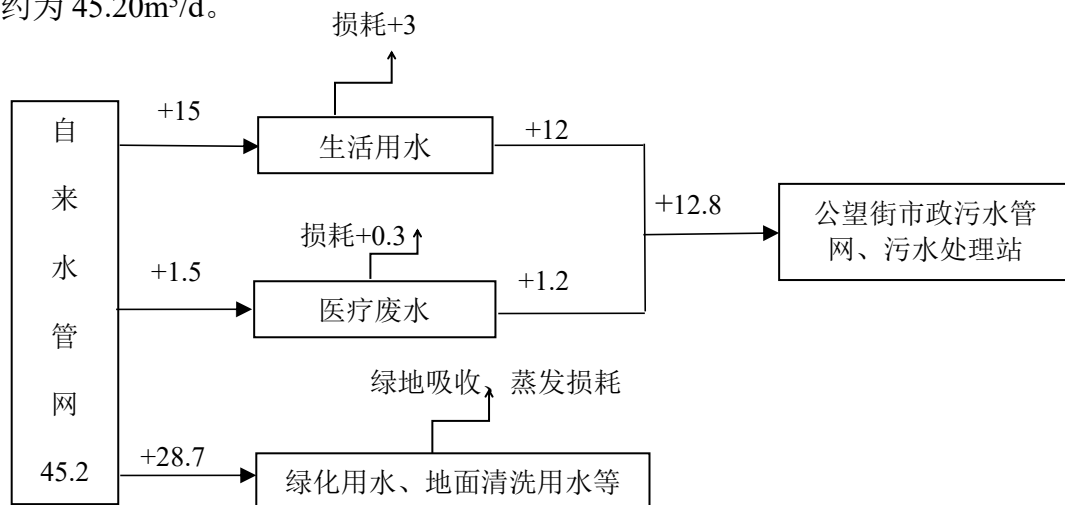 约为 45.20m³/d。
损耗+3
+15
生活用水
+12
自
来
水
管
网
45.2
+12.8
公望街市政污水管
网、污水处理站
损耗+0.3
+1.5
医疗废水
+1.2
绿地吸收、蒸发损耗
+28.7
绿化用水、地面清洗用水等